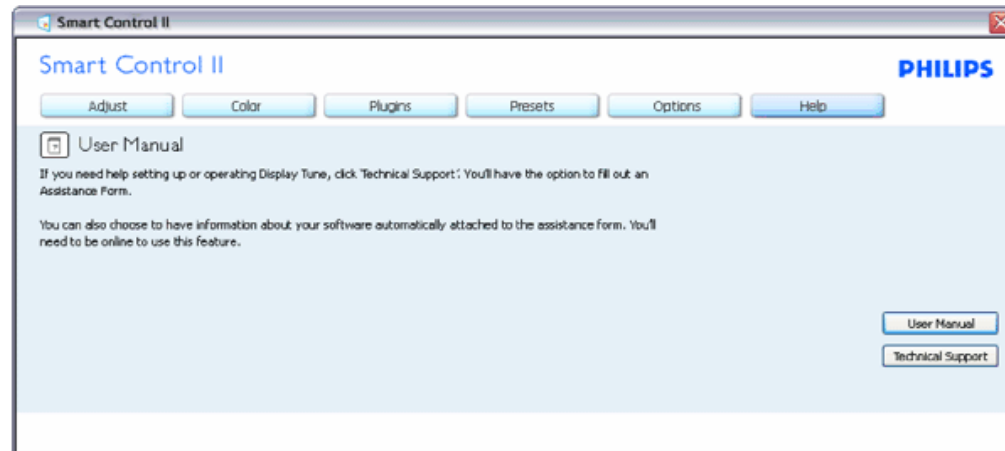 Smart Control II
Smart Control II
PHILIPS
Adjust
Color
Plugins
Presets
Options
Help
User Manual
If you need help setting up or operating Display Tune, click 'Technical Support'. You'll have the option to fill out an
Assistance Form.
You can also choose to have information about your software automatically attached to the assistance form. You'll
need to be online to use this feature.
User Manual
Technical Support